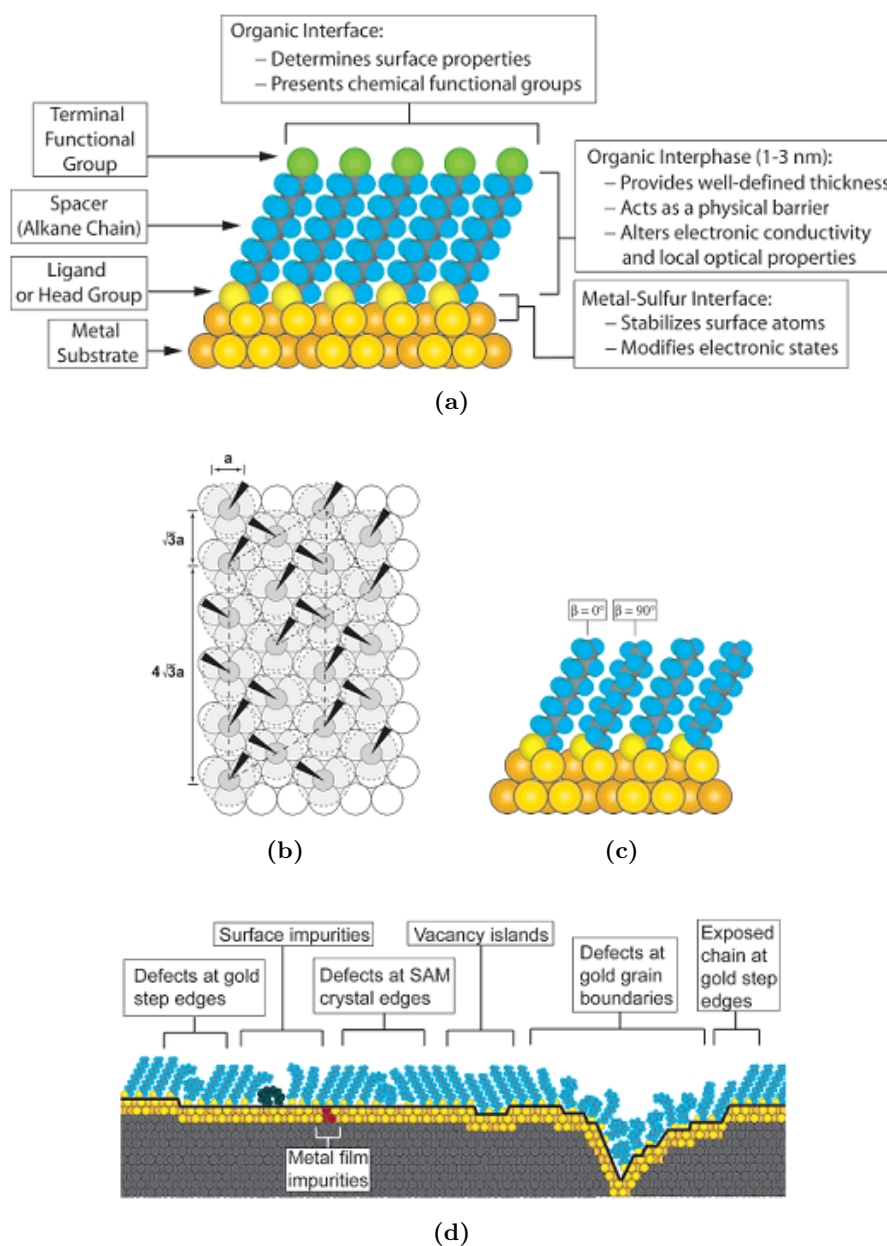 Organic Interface:
– Determines surface properties
– Presents chemical functional groups
Terminal
Functional
Group
Spacer
(Alkane Chain)
Ligand
or Head Group
Metal
Substrate
Organic Interphase (1-3 nm):
– Provides well-defined thickness
– Acts as a physical barrier
– Alters electronic conductivity
and local optical properties
Metal-Sulfur Interface:
– Stabilizes surface atoms
– Modifies electronic states
(a)
a
√3a
4√3a
(b)
β = 0°
β = 90°
(c)
Surface impurities
Vacancy islands
Defects at gold
step edges
Defects at SAM
crystal edges
Defects at
gold grain
boundaries
Exposed
chain at
gold step
edges
Metal film
impurities
(d)